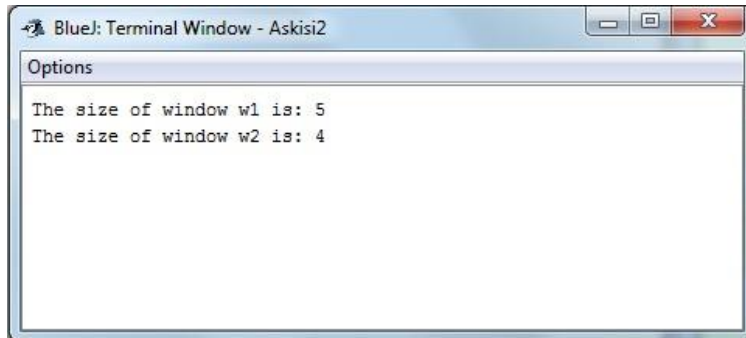 BlueJ: Terminal Window - Askisi2
Options
The size of window w1 is: 5
The size of window w2 is: 4